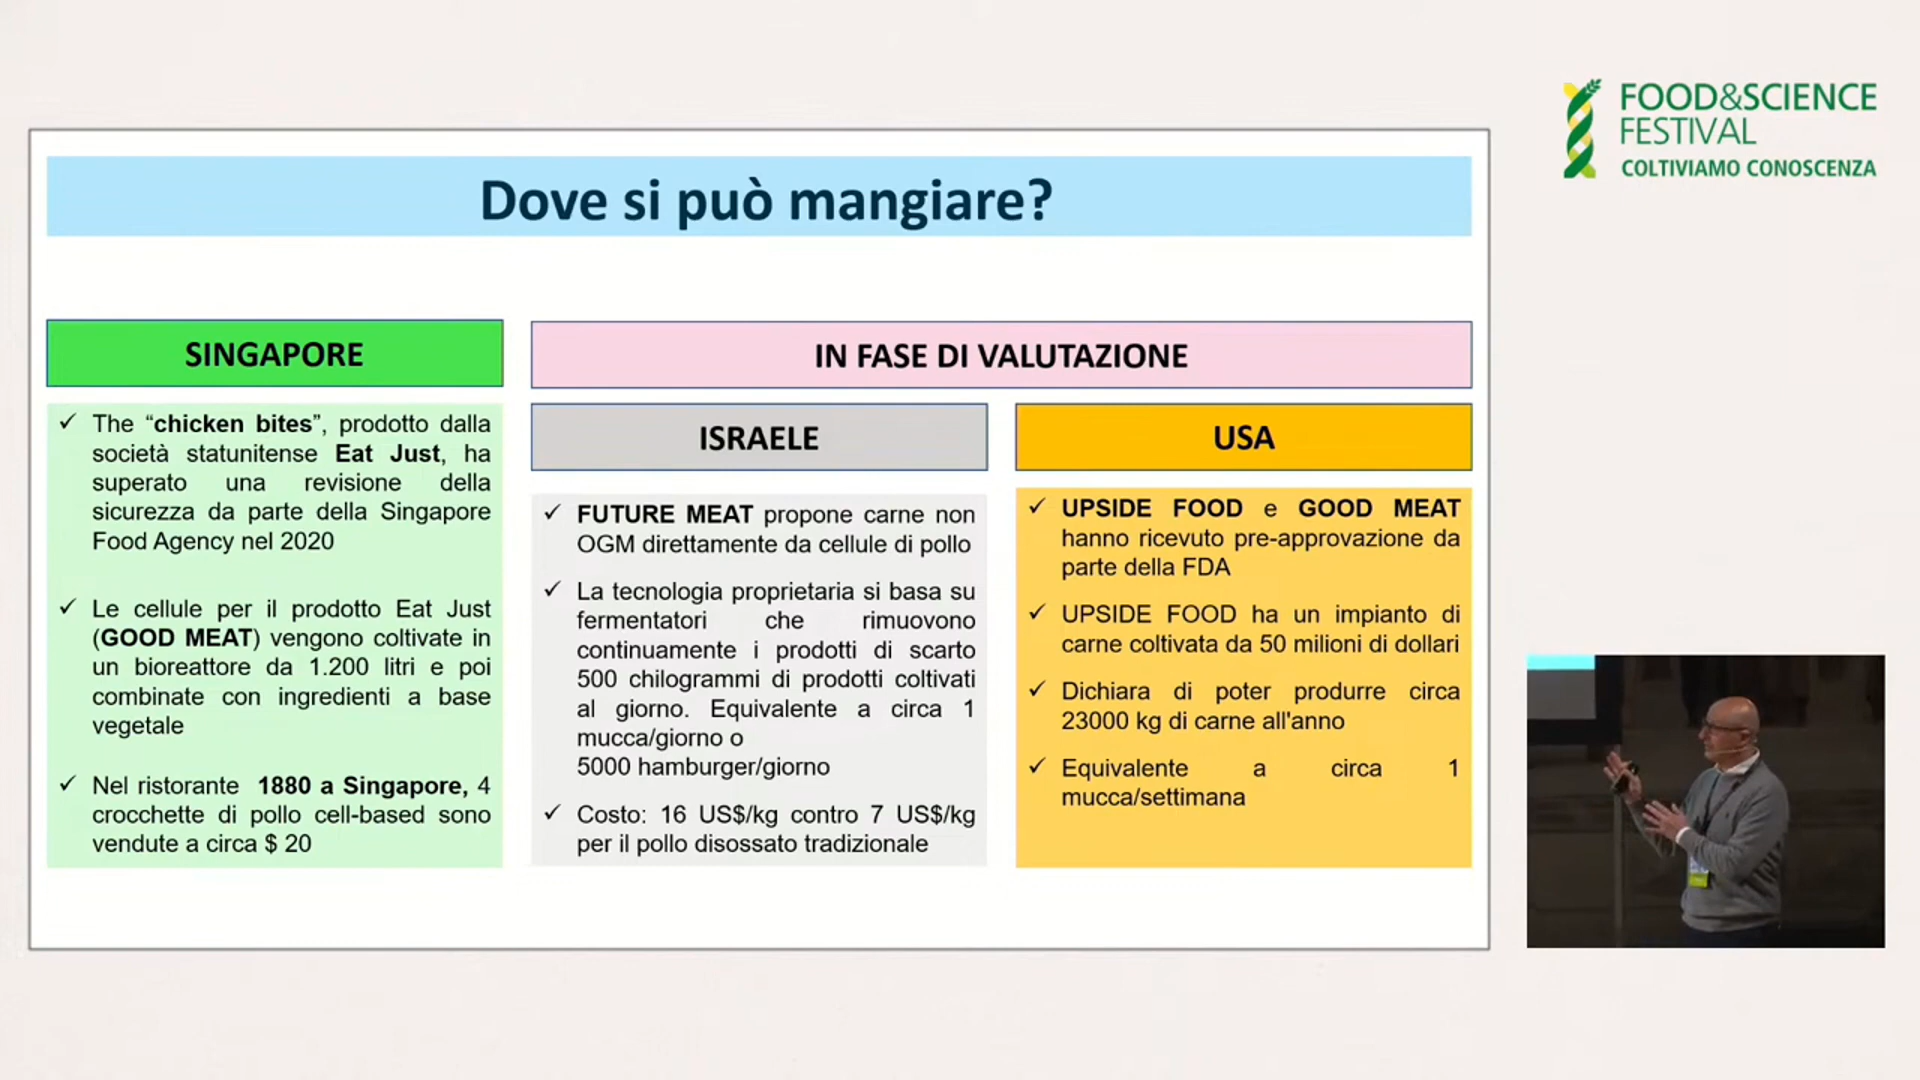 FOOD&SCIENCE
FESTIVAL
COLTIVIAMO CONOSCENZA
Dove si può mangiare?
SINGAPORE
✓ The “chicken bites”, prodotto dalla
società statunitense Eat Just, ha
superato una revisione della
sicurezza da parte della Singapore
Food Agency nel 2020
✓ Le cellule per il prodotto Eat Just
(GOOD MEAT) vengono coltivate in
un bioreattore da 1.200 litri e poi
combinate con ingredienti a base
vegetale
✓ Nel ristorante 1880 a Singapore, 4
crocchette di pollo cell-based sono
vendute a circa $ 20
IN FASE DI VALUTAZIONE
ISRAELE
✓ FUTURE MEAT propone carne non
OGM direttamente da cellule di pollo
✓ La tecnologia proprietaria si basa su
fermentatori che rimuovono
continuamente i prodotti di scarto
500 chilogrammi di prodotti coltivati
al giorno. Equivalente a circa 1
mucca/giorno o
5000 hamburger/giorno
✓ Costo: 16 US$/kg contro 7 US$/kg
per il pollo disossato tradizionale
USA
✓ UPSIDE FOOD e GOOD MEAT
hanno ricevuto pre-approvazione da
parte della FDA
✓ UPSIDE FOOD ha un impianto di
carne coltivata da 50 milioni di dollari
✓ Dichiara di poter produrre circa
23000 kg di carne all'anno
✓ Equivalente a circa 1
mucca/settimana